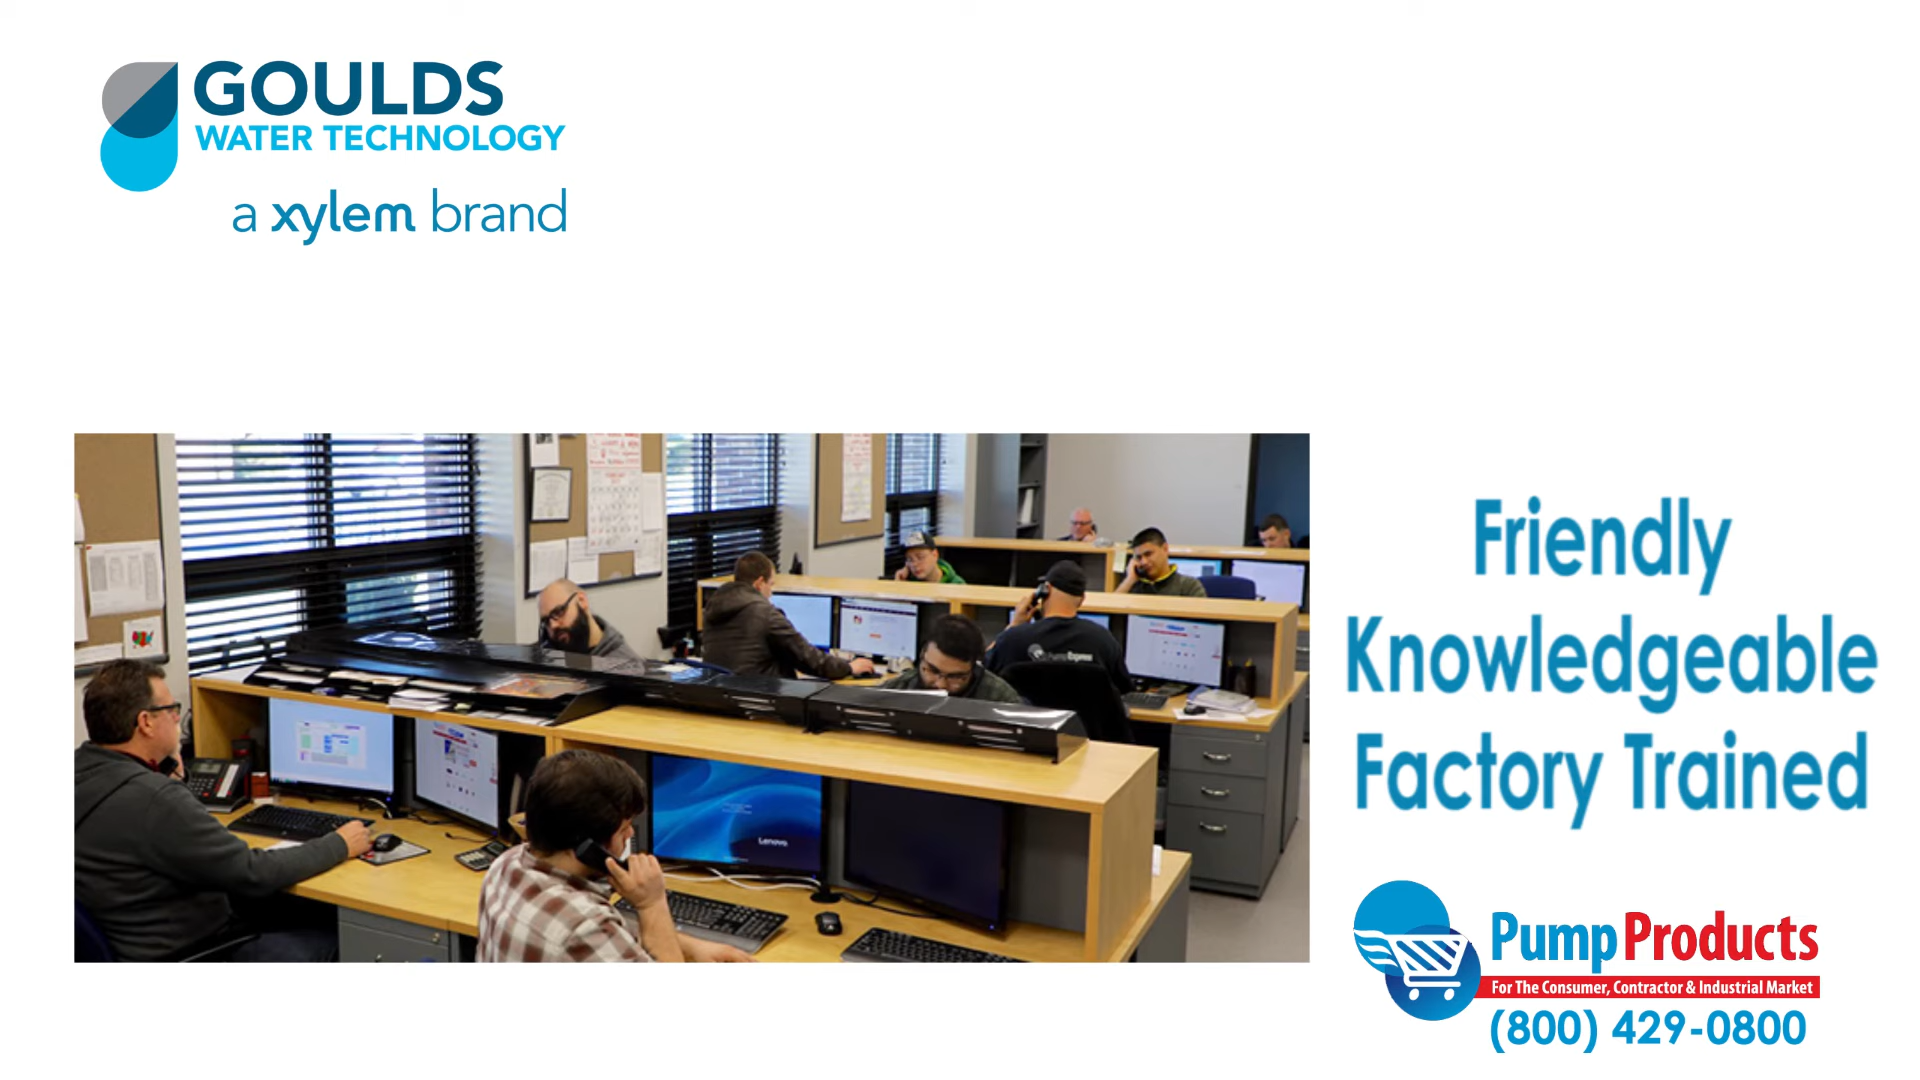 GOULDS
WATER TECHNOLOGY
a xylem brand
Friendly
Knowledgeable
Factory Trained
Lenovo
Pump Products
For The Consumer, Contractor & Industrial Market
(800) 429-0800